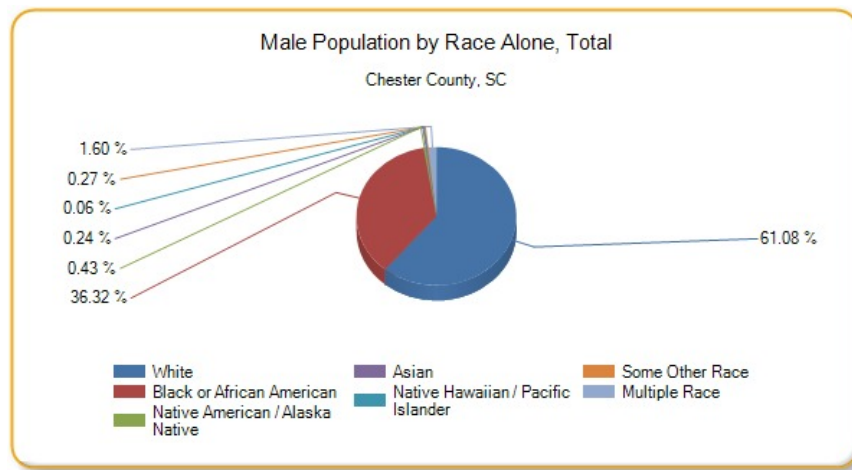 Male Population by Race Alone, Total
Chester County, SC
1.60 %
0.27 %
0.06 %
0.24 %
0.43 %
36.32 %
61.08 %
White
Black or African American
Native American / Alaska
Native
Asian
Native Hawaiian / Pacific
Islander
Some Other Race
Multiple Race